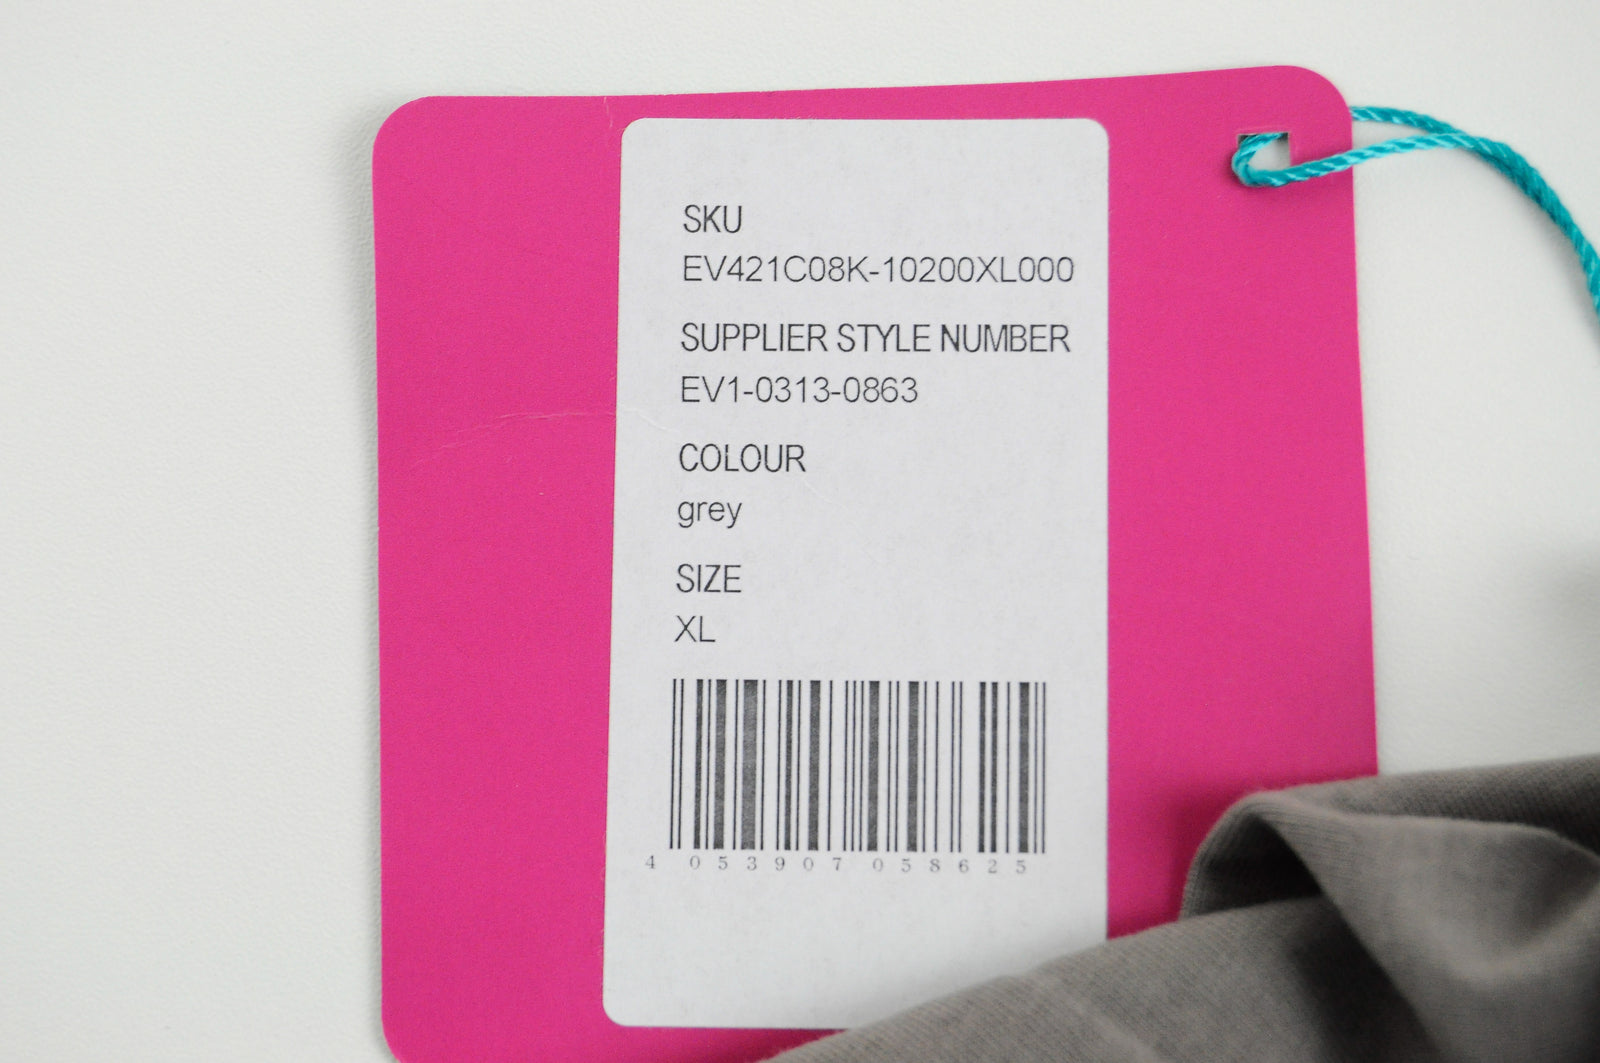 SKU
EV421C08K-10200XL000
SUPPLIER STYLE NUMBER
EV1-0313-0863
COLOUR
grey
SIZE
XL
4 053907 058625